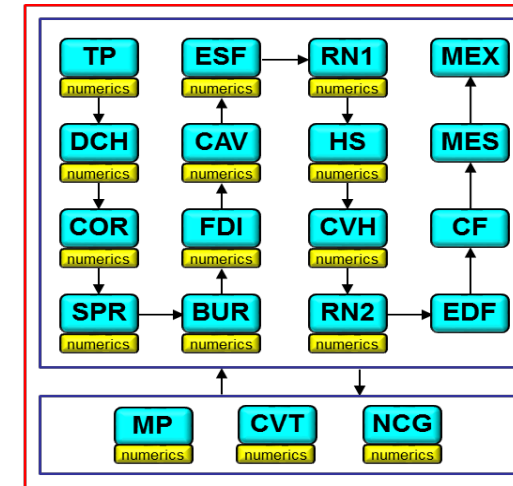 TP ESF RN1 MEX
numerics numerics numerics
DCH CAV HS MES
numerics numerics numerics
COR FDI CVH CF
numerics numerics numerics
SPR BUR RN2 EDF
numerics numerics numerics
MP CVT NCG
numerics numerics numerics